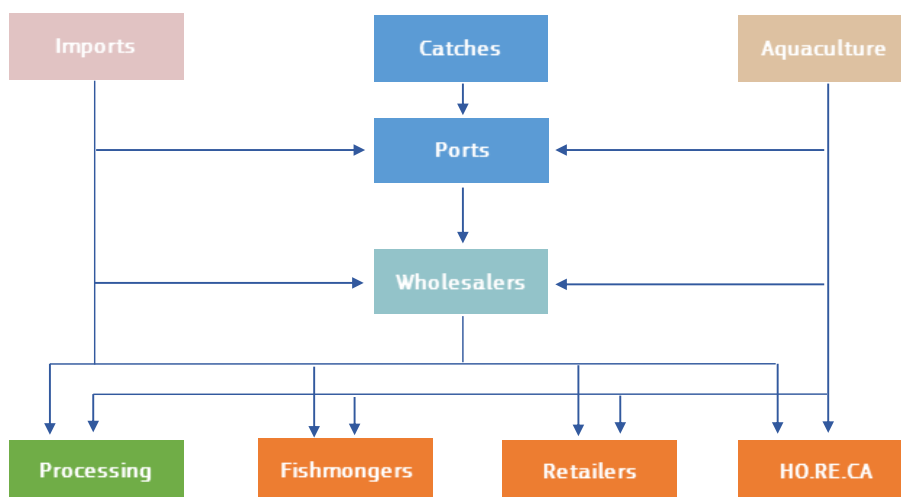 Imports
Catches
Aquaculture
Ports
Wholesalers
Processing
Fishmongers
Retailers
HO.RE.CA